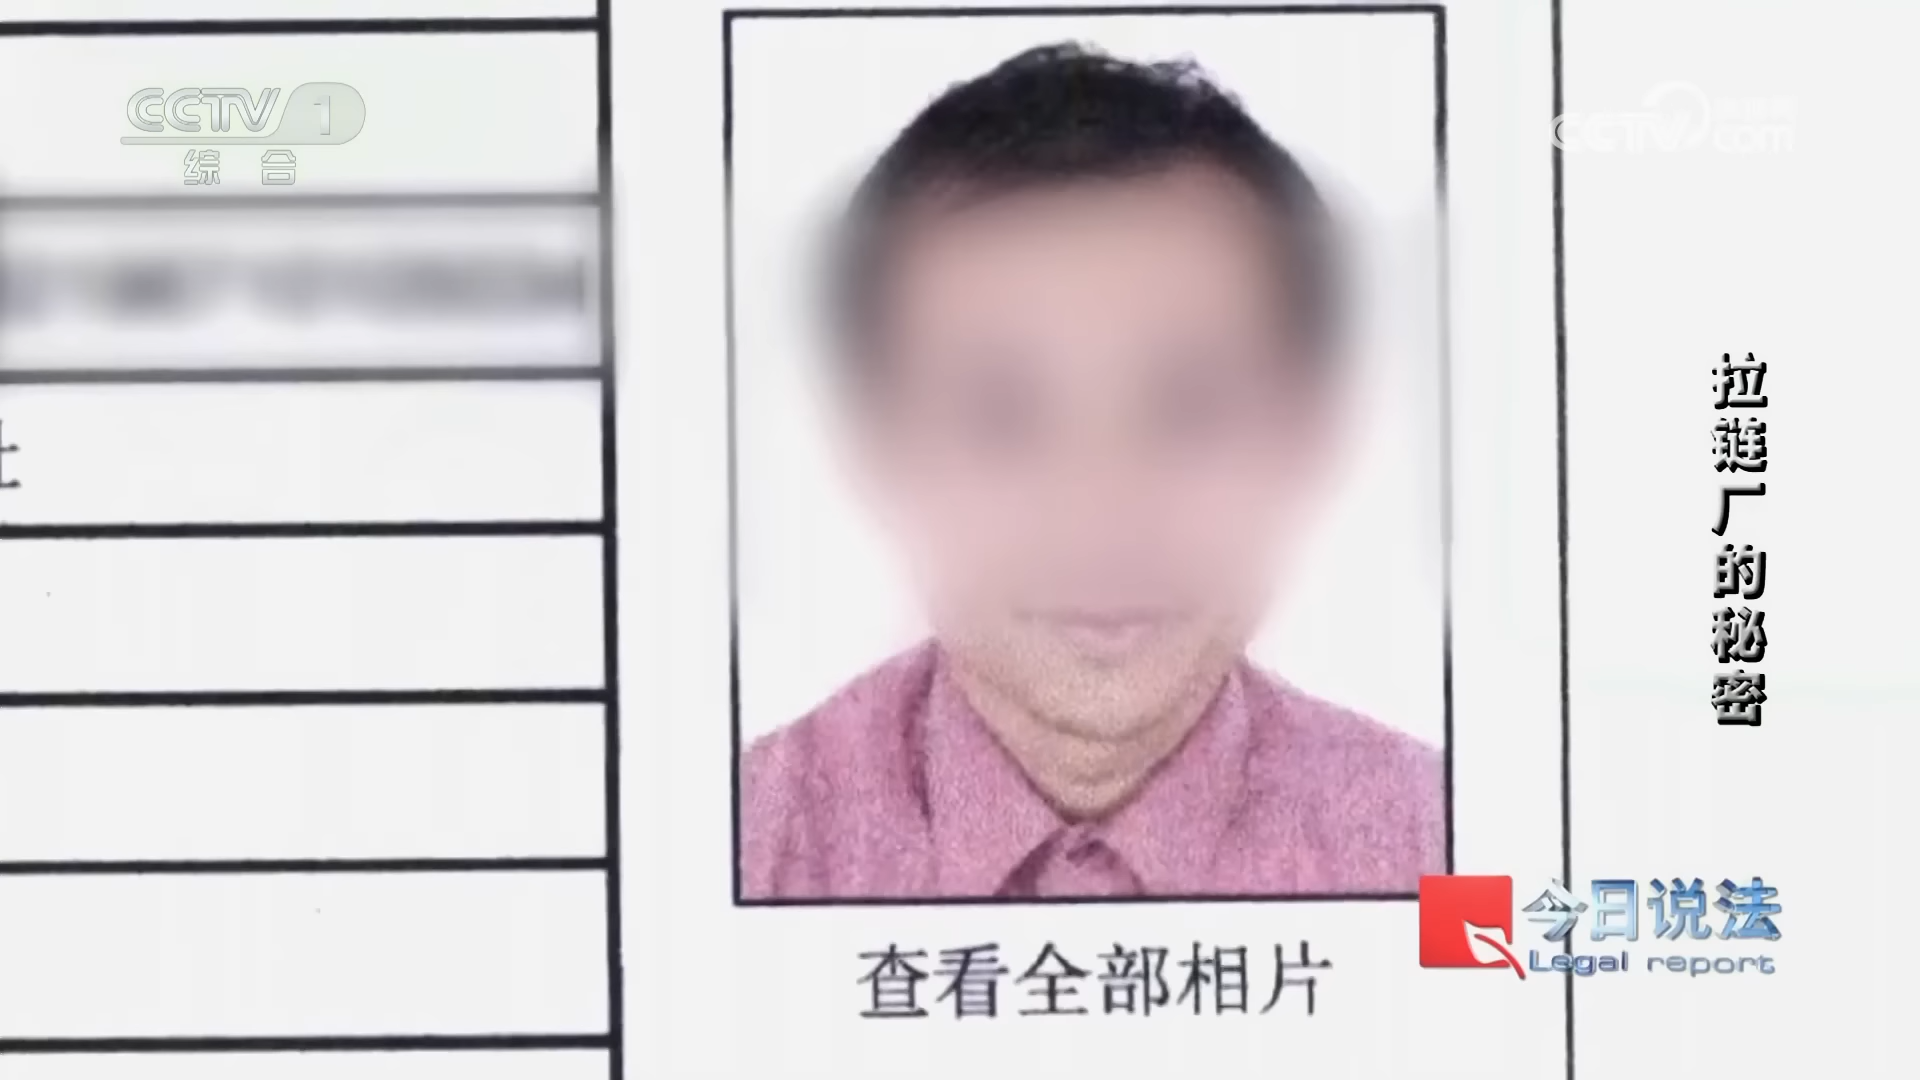 CCTV 1
综合
CCTV com
拉链厂的秘密
查看全部相片
今日说法
Legal report